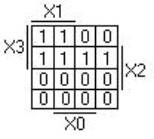 X1
X3 1 1 0 0
1 1 1 1 X2
0 0 0 0
0 0 0 0
X0